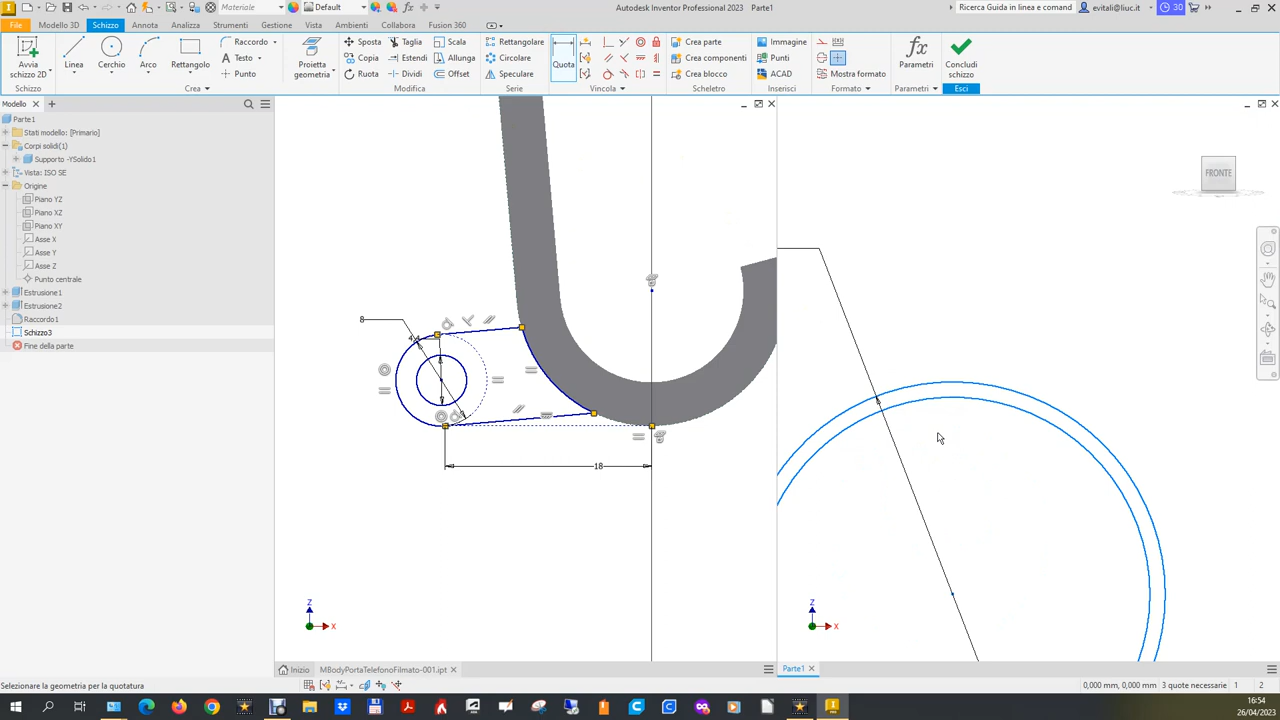 Materiale
Default
Autodesk Inventor Professional 2023 Parte1
Ricerca Guida in linea e comand
evitali@liuc.it
30
File
Modello 3D
Schizzo
Annota
Analizza
Strumenti
Gestione
Vista
Ambienti
Collabora
Fusion 360
Avvia schizzo 2D
Linea
Cerchio
Arco
Rettangolo
Raccordo
Testo
Punto
Proietta geometria
Sposta
Copia
Ruota
Taglia
Estendi
Dividi
Scala
Allunga
Offset
Rettangolare
Circolare
Speculare
Quota
Crea parte
Crea componenti
Crea blocco
Immagine
Punti
ACAD
Mostra formato
fx
Parametri
Concludi schizzo
Schizzo
Crea
Modifica
Serie
Vincola
Scheletro
Inserisci
Formato
Parametri
Esci
Modello
Parte1
Stati modello: [Primario]
Corpi solidi(1)
Supporto -YSolido1
Vista: ISO SE
Origine
Piano YZ
Piano XZ
Piano XY
Asse X
Asse Y
Asse Z
Punto centrale
Estrusione1
Estrusione2
Raccordo1
Schizzo3
Fine della parte
8
18
FRONTE
Z
X
Z
X
Inizio
MBodyPortaTelefonoFilmato-001.ipt
Parte1
Selezionare la geometria per la quotatura
0,000 mm, 0,000 mm 3 quote necessarie 1 2
16:54
26/04/2023